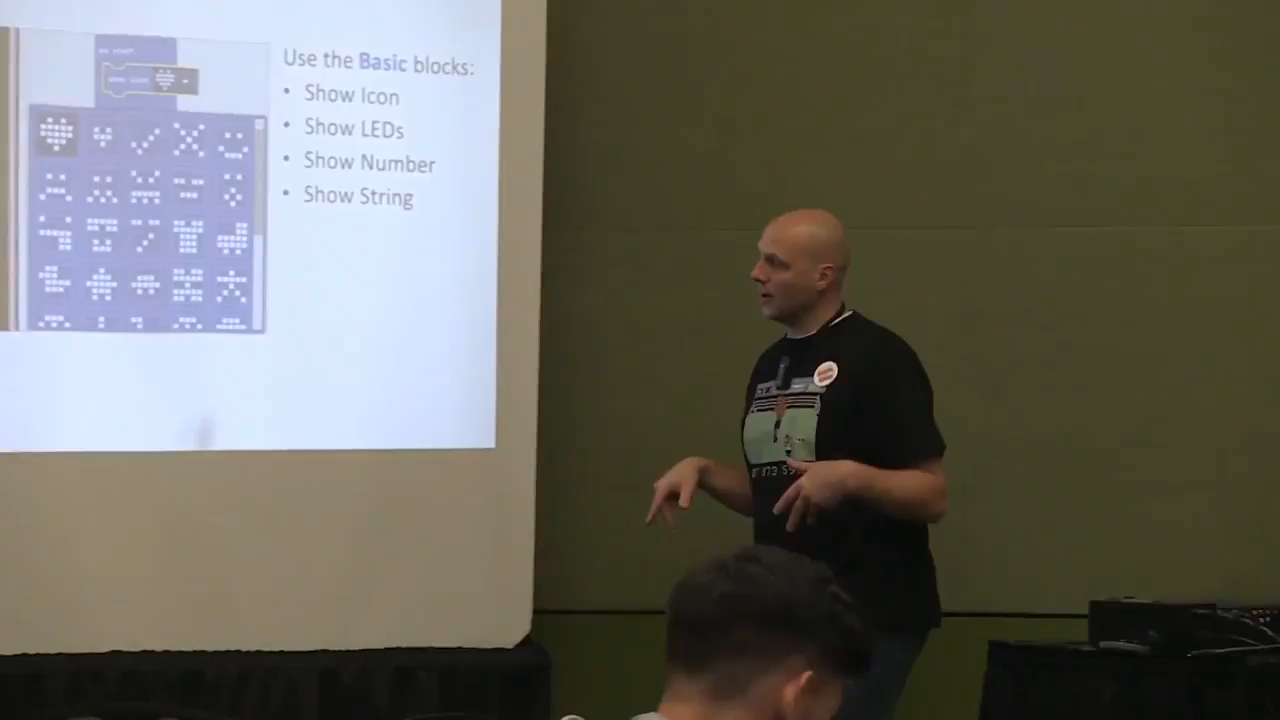 Use the Basic blocks:
• Show Icon
• Show LEDs
• Show Number
• Show String